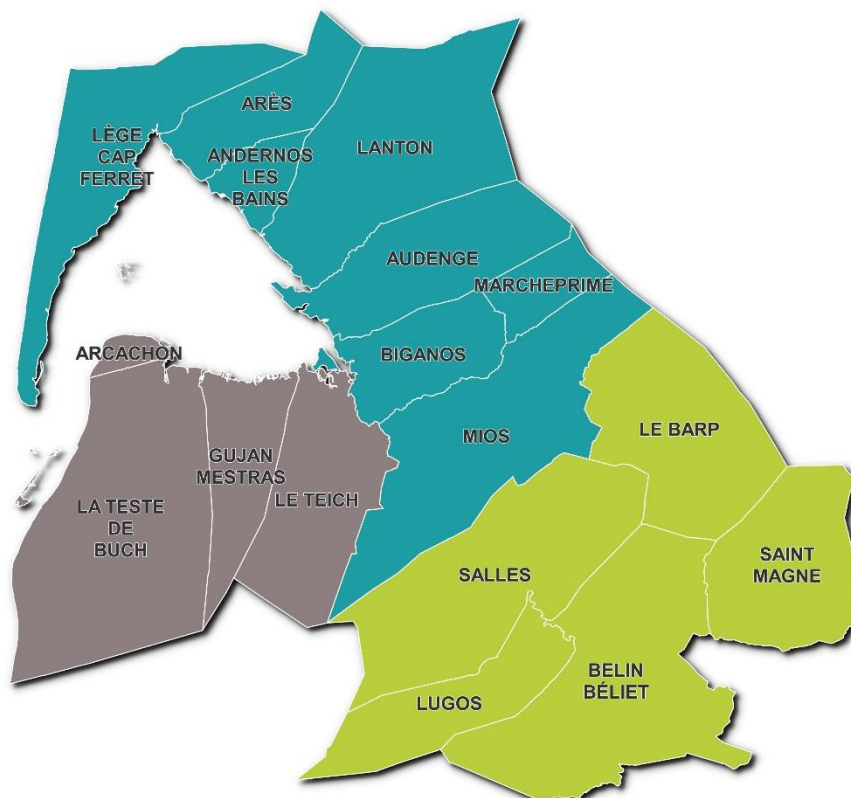 ARÈS
LÈGE
CAP
FERRET
ANDERNOS
LES
BAINS
LANTON
AUDENGE
MARCHEPRIME
ARCACHON
BIGANOS
MIOS
LE BARP
GUJAN
MESTRAS
LE TEICH
LA TESTE
DE
BUCH
SALLES
SAINT
MAGNE
BELIN
BÉLIET
LUGOS